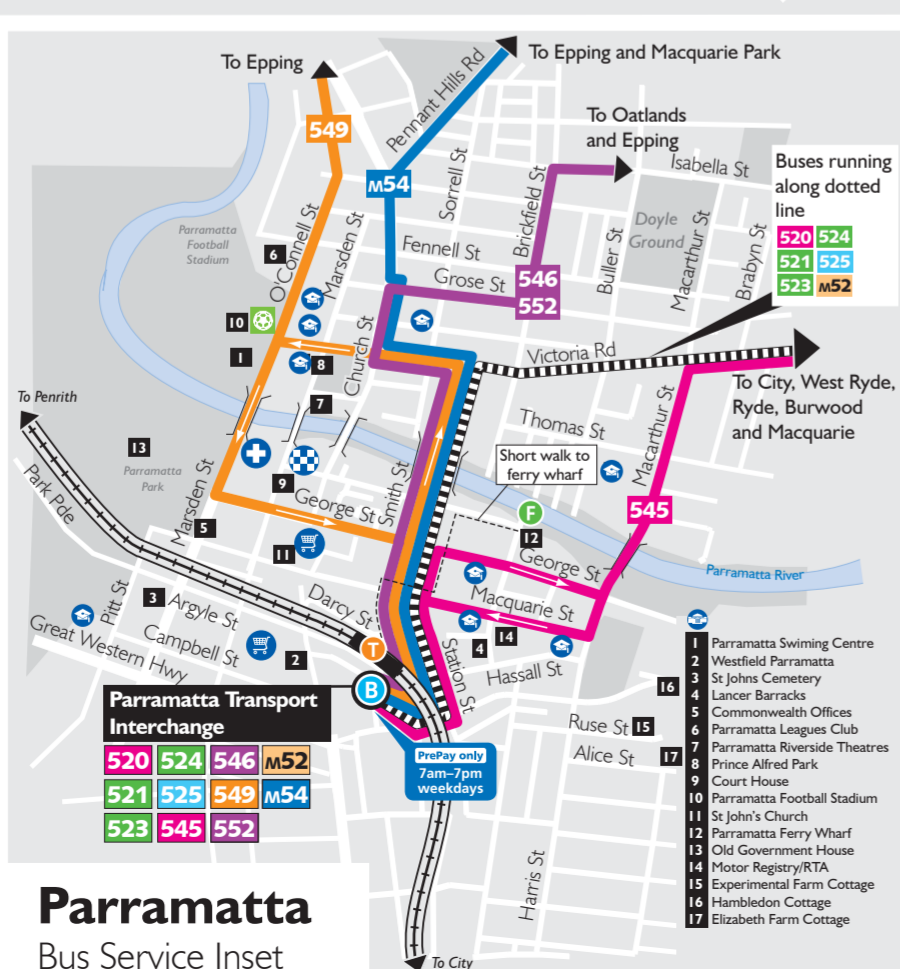 To Epping
To Epping and Macquarie Park
549
Pennant Hills Rd
To Oatlands
and Epping
M54
Sorrell St
Brickfield St
Isabella St
Buses running
along dotted
line
520 524
521 525
523 M52
Parramatta
Football
Stadium
6
O'Connell St
Marsden St
Fennell St
Grose St
546
552
Buller St
Doyle
Ground
Macarthur St
Brabyn St
10
1
8
Church St
7
Victoria Rd
To City, West Ryde,
Ryde, Burwood
and Macquarie
To Penrith
13
Parramatta
Park
Park Pde
Thomas St
Macarthur St
Short walk to
ferry wharf
9
Marsden St
5
George St
Smith St
F
12
545
11
George St
Parramatta River
Pitt St
3
Argyle St
Darcy St
Macquarie St
4
14
Campbell St
2
Great Western Hwy
T
B
Station St
Hassall St
16
Ruse St
15
Alice St
17
Parramatta Transport
Interchange
520 524 546 M52
521 525 549 M54
523 545 552
PrePay only
7am–7pm
weekdays
Harris St
1 Parramatta Swiming Centre
2 Westfield Parramatta
3 St Johns Cemetery
4 Lancer Barracks
5 Commonwealth Offices
6 Parramatta Leagues Club
7 Parramatta Riverside Theatres
8 Prince Alfred Park
9 Court House
10 Parramatta Football Stadium
11 St John's Church
12 Parramatta Ferry Wharf
13 Old Government House
14 Motor Registry/RTA
15 Experimental Farm Cottage
16 Hambledon Cottage
17 Elizabeth Farm Cottage
Parramatta
Bus Service Inset
To City